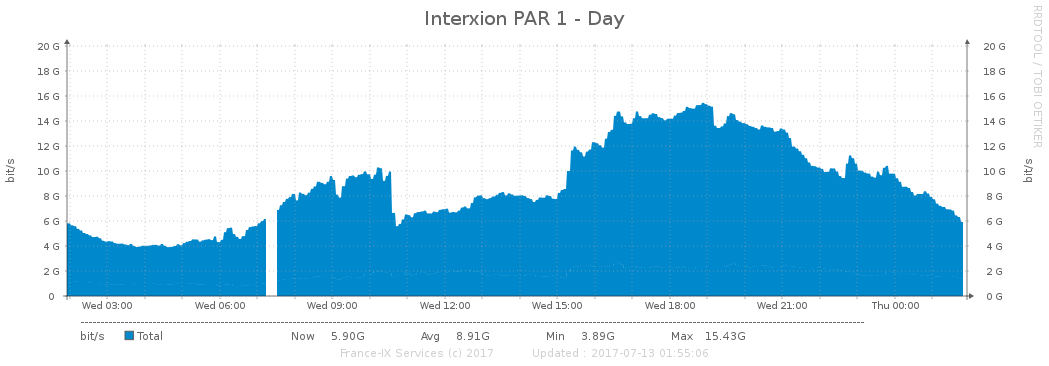 Interxion PAR 1 - Day
RRDTOOL / TOBI OETIKER
20 G 20 G
18 G 18 G
16 G 16 G
14 G 14 G
12 G 12 G
10 G 10 G
8 G 8 G
6 G 6 G
4 G 4 G
2 G 2 G
0 0 G
bit/s
bit/s
Wed 03:00 Wed 06:00 Wed 09:00 Wed 12:00 Wed 15:00 Wed 18:00 Wed 21:00 Thu 00:00
bit/s Total Now 5.90G Avg 8.91G Min 3.89G Max 15.43G
France-IX Services (c) 2017 Updated : 2017-07-13 01:55:06